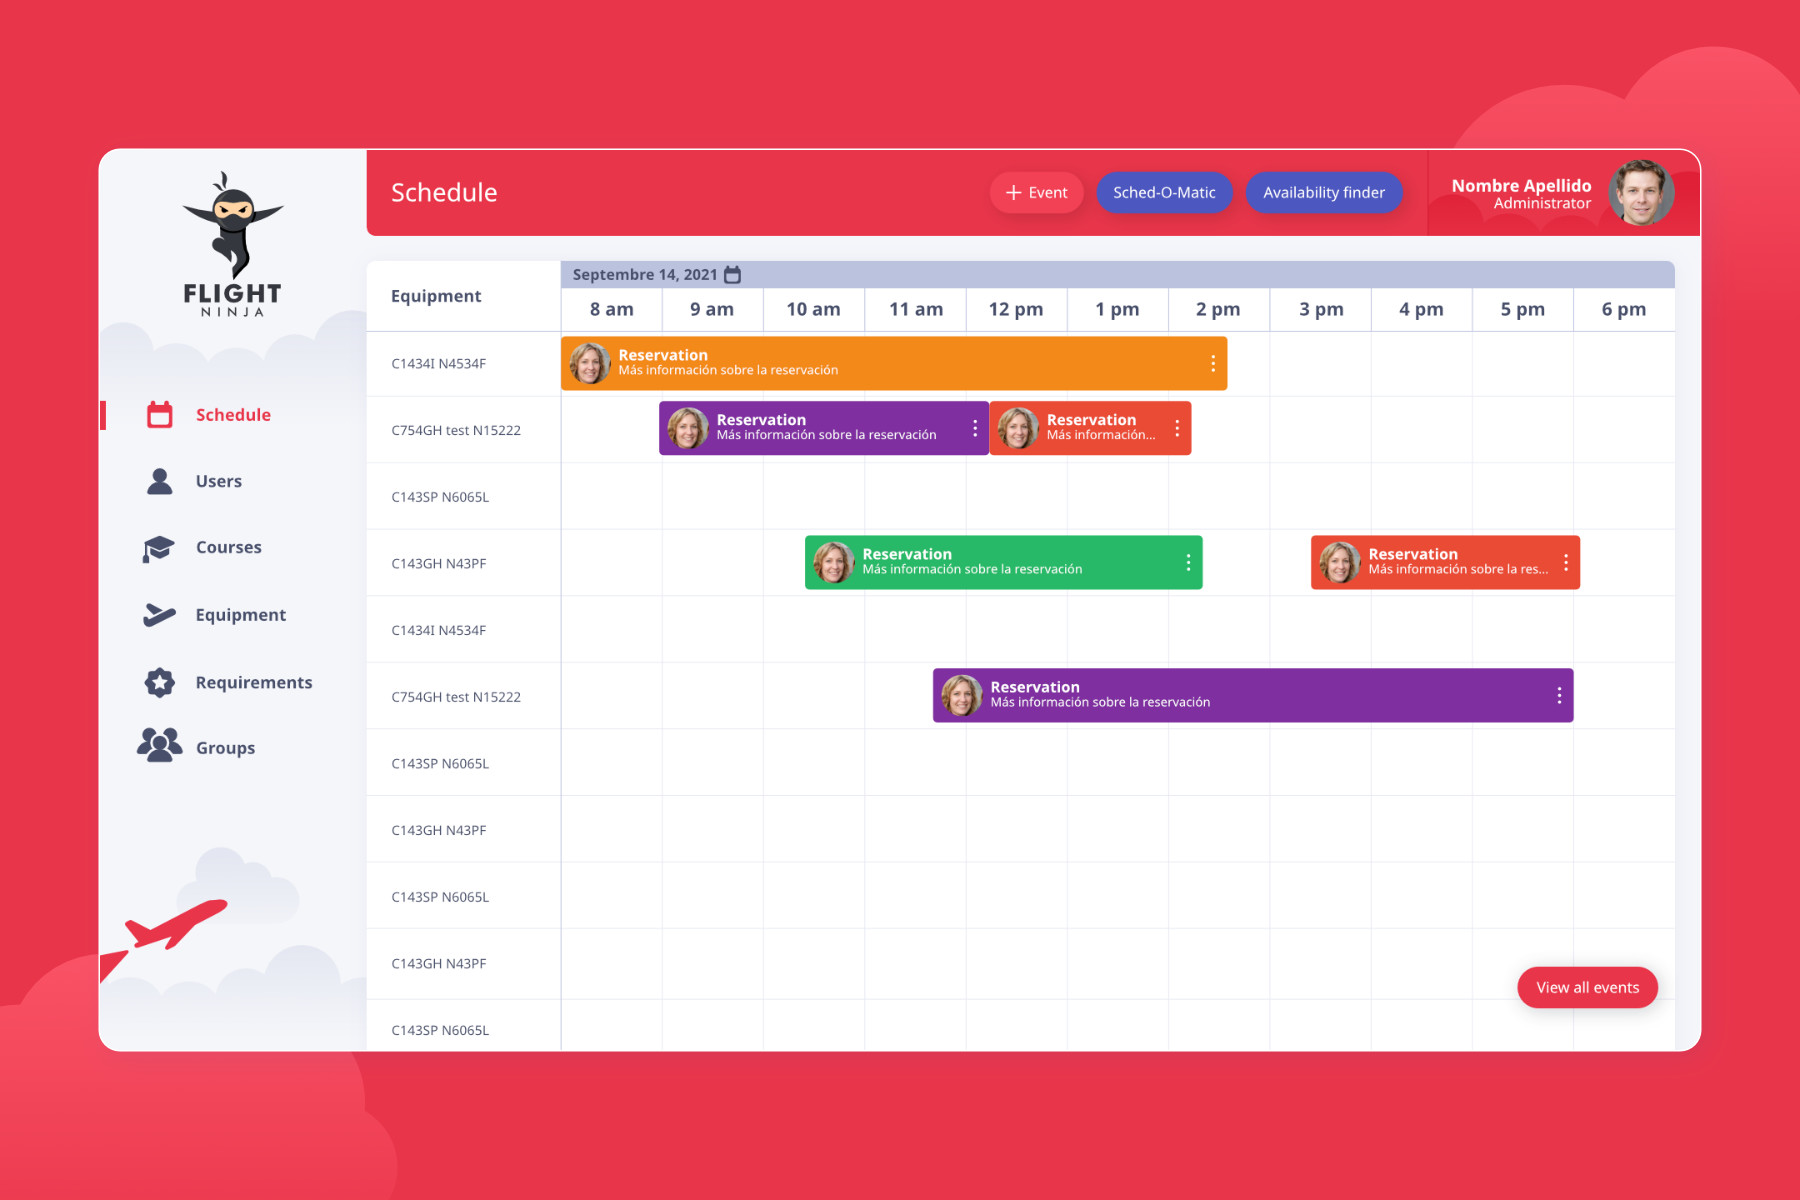 FLIGHT
NINJA
Schedule
Users
Courses
Equipment
Requirements
Groups
Schedule
+ Event
Sched-O-Matic
Availability finder
Nombre Apellido
Administrator
Equipment
Septembre 14, 2021
8 am 9 am 10 am 11 am 12 pm 1 pm 2 pm 3 pm 4 pm 5 pm 6 pm
C1434I N4534F
Reservation
Más información sobre la reservación
C754GH test N15222
Reservation
Más información sobre la reservación
Reservation
Más información...
C143SP N6065L
C143GH N43PF
Reservation
Más información sobre la reservación
Reservation
Más información sobre la res...
C1434I N4534F
C754GH test N15222
Reservation
Más información sobre la reservación
C143SP N6065L
C143GH N43PF
C143SP N6065L
C143GH N43PF
View all events
C143SP N6065L